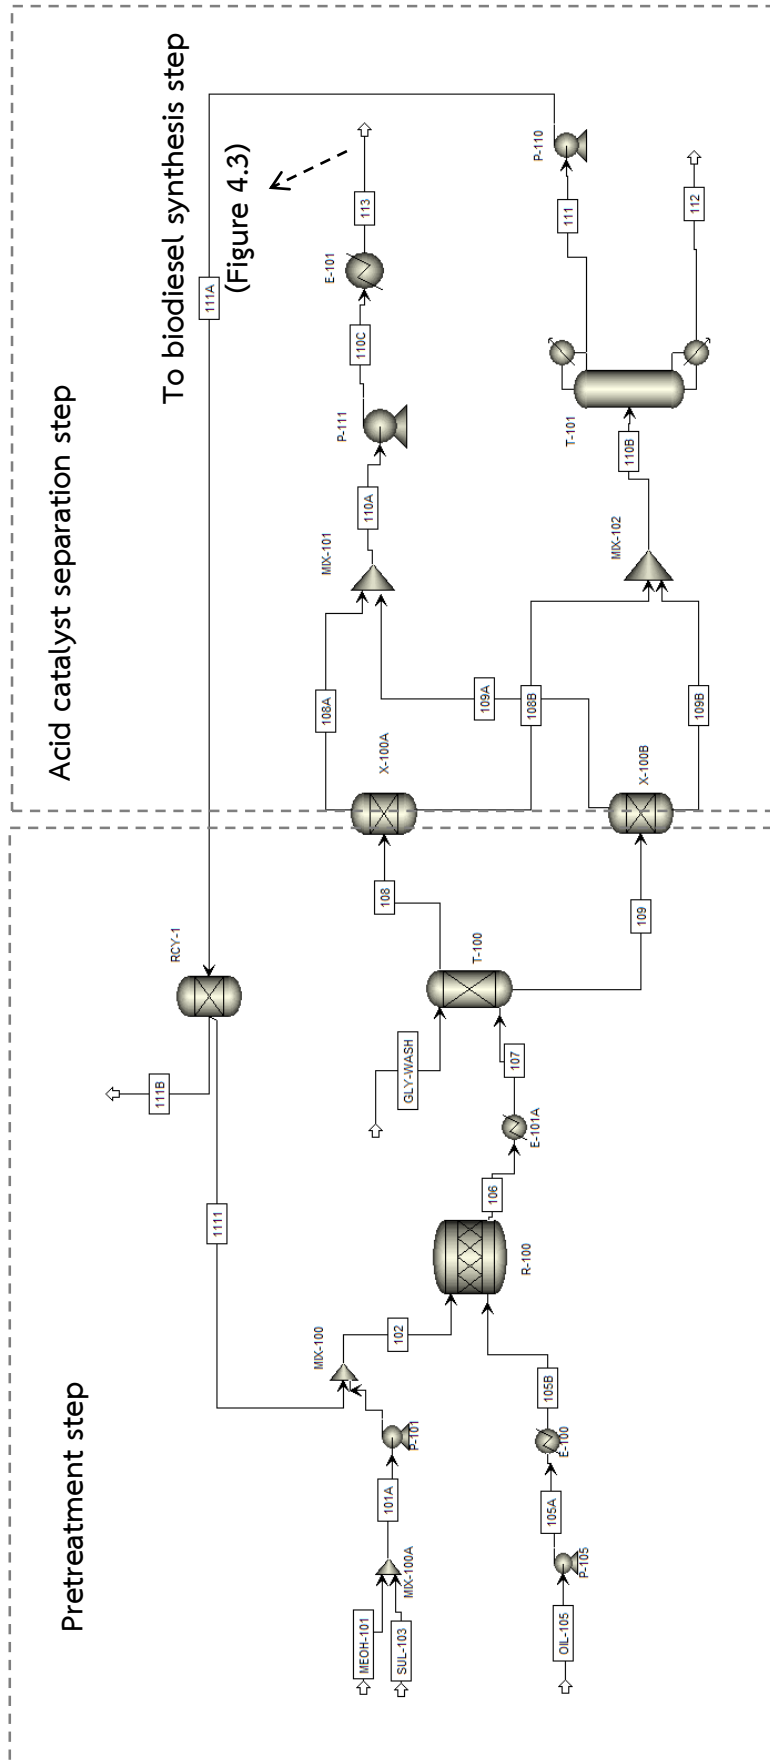 Pretreatment step
Acid catalyst separation step
MEOH-101
SUL-103
MIX-100A
101A
P-101
MIX-100
102
OIL-105
P-105
105A
E-100
105B
R-100
106
E-101A
107
GLY-WASH
T-100
108
109
1111
111B
RCY-1
111A
X-100A
X-100B
108A
108B
109A
109B
MIX-101
110A
P-111
110C
E-101
113
To biodiesel synthesis step
(Figure 4.3)
MIX-102
110B
T-101
111
P-110
112